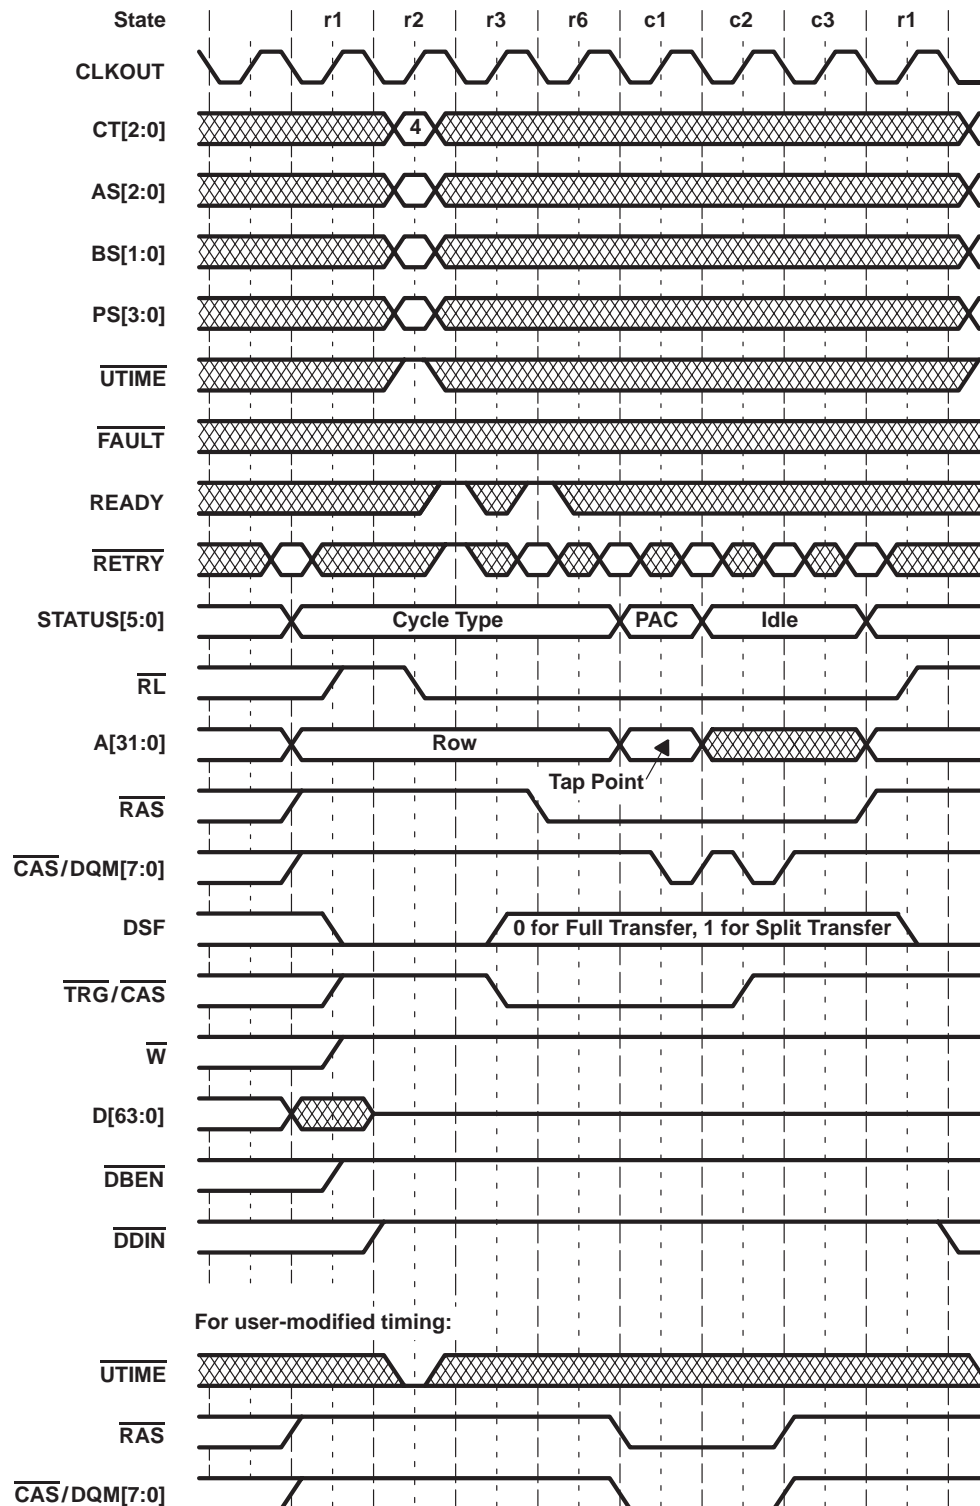 State r1 r2 r3 r6 c1 c2 c3 r1
CLKOUT
CT[2:0] 4
AS[2:0]
BS[1:0]
PS[3:0]
UTIME
FAULT
READY
RETRY
STATUS[5:0] Cycle Type PAC Idle
RL
A[31:0] Row
Tap Point
RAS
CAS/DQM[7:0]
DSF 0 for Full Transfer, 1 for Split Transfer
TRG/CAS
W
D[63:0]
DBEN
DDIN
For user-modified timing:
UTIME
RAS
CAS/DQM[7:0]